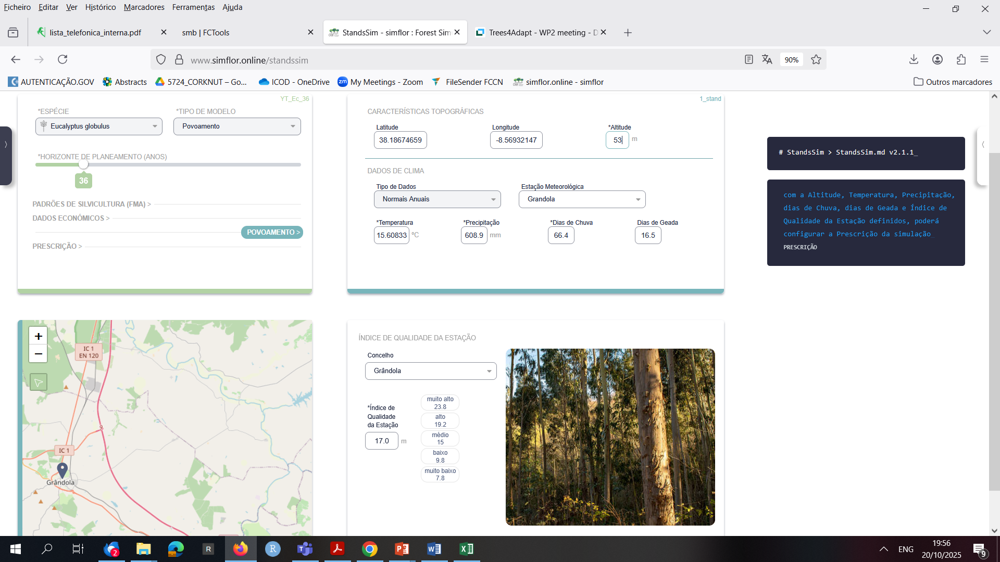 Ficheiro Editar Ver Histórico Marcadores Ferramentas Ajuda
lista_telefonica_interna.pdf
smb | FCTools
StandsSim - simflor : Forest Sim
Trees4Adapt - WP2 meeting - D
www.simflor.online/standssim
90%
AUTENTICAÇÃO.GOV
Abstracts
5724_CORKNUT – Go...
ICOD - OneDrive
zm
My Meetings - Zoom
FileSender FCCN
simflor.online - simflor
Outros marcadores
YT_Ec_36
*ESPÉCIE
*TIPO DE MODELO
Eucalyptus globulus
Povoamento
*HORIZONTE DE PLANEAMENTO (ANOS)
36
PADRÕES DE SILVICULTURA (FMA) >
DADOS ECONÓMICOS >
POVOAMENTO >
PRESCRIÇÃO >
1_stand
CARACTERÍSTICAS TOPOGRÁFICAS
Latitude
Longitude
*Altitude
38.18674659
-8.56932147
53
m
DADOS DE CLIMA
Tipo de Dados
Estação Meteorológica
Normais Anuais
Grandola
*Temperatura
*Precipitação
*Dias de Chuva
Dias de Geada
15.60833
ºC
608.9
mm
66.4
16.5
# StandsSim > StandsSim.md v2.1.1_
com a Altitude, Temperatura, Precipitação,
dias de Chuva, dias de Geada e Índice de
Qualidade da Estação definidos, poderá
configurar a Prescrição da simulação_
PRESCRIÇÃO
+
−
IC 1
EN 120
9
IC 1
Grândola
ÍNDICE DE QUALIDADE DA ESTAÇÃO
Concelho
Grândola
*Índice de
Qualidade
da Estação
17.0
m
muito alto
23.8
alto
19.2
médio
15
baixo
9.8
muito baixo
7.8
2
R
R
ENG
19:56
20/10/2025
9